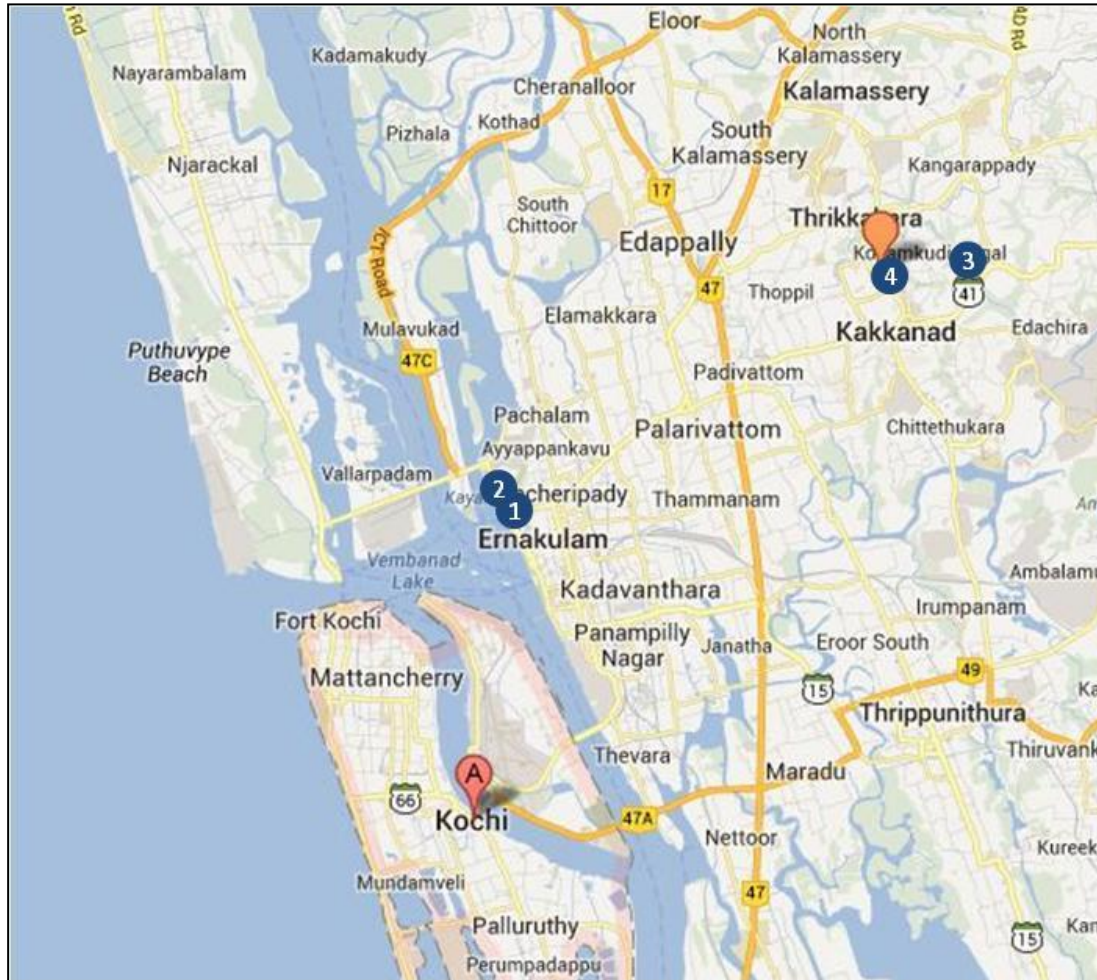 Rd
Nayarambalam
Kadamakudy
Eloor
North
Kalamassery
4D Rd
Cheranalloor
Kalamassery
Pizhala
Kothad
South
Kalamassery
Njarackal
Kangarappady
17
South
Chittoor
ICT Road
Edappally
3
4
47
Thoppil
41
Elamakkara
Mulavukad
Kakkanad
Edachira
Puthuvype
Beach
47C
Padivattom
Pachalam
Palarivattom
Chittethukara
Ayyappankavu
Vallarpadam
2
Thammanam
1
Ernakulam
Vembanad
Lake
Kadavanthara
Ambalamu
Irumpanam
Fort Kochi
Panampilly
Nagar
Janatha
Eroor South
Mattancherry
49
15
Thrippunithura
Thevara
Thiruvank
A
Maradu
66
Kochi
47A
Nettoor
Kureek
Mundamveli
47
Palluruthy
15
Perumpadappu